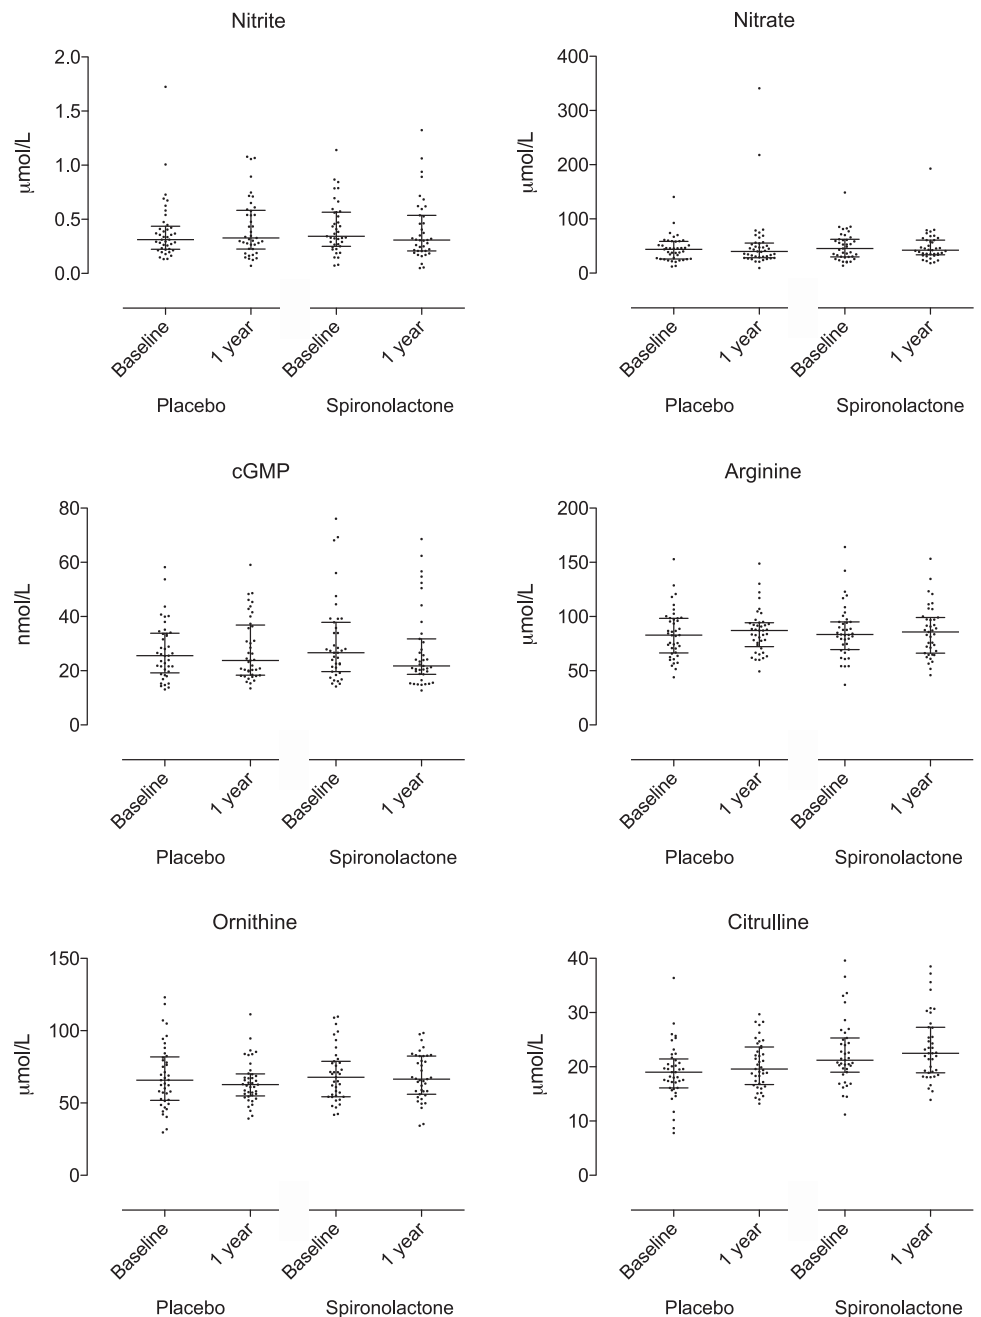 Nitrite
2.0
1.5
1.0
0.5
0.0
µmol/L
Baseline
1 year
Baseline
1 year
Placebo
Spironolactone
Nitrate
400
300
200
100
0
µmol/L
Baseline
1 year
Baseline
1 year
Placebo
Spironolactone
cGMP
80
60
40
20
0
nmol/L
Baseline
1 year
Baseline
1 year
Placebo
Spironolactone
Arginine
200
150
100
50
0
µmol/L
Baseline
1 year
Baseline
1 year
Placebo
Spironolactone
Ornithine
150
100
50
0
µmol/L
Baseline
1 year
Baseline
1 year
Placebo
Spironolactone
Citrulline
40
30
20
10
0
µmol/L
Baseline
1 year
Baseline
1 year
Placebo
Spironolactone